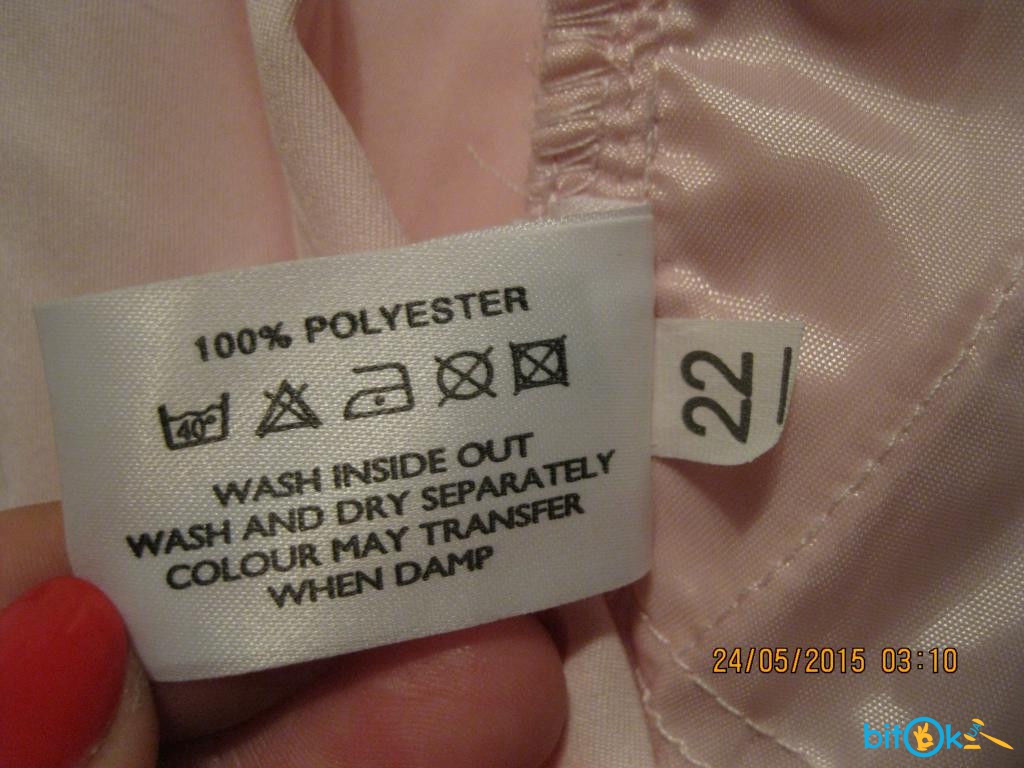 100% POLYESTER
40°
WASH INSIDE OUT
WASH AND DRY SEPARATELY
COLOUR MAY TRANSFER
WHEN DAMP
22
24/05/2015 03:10
bitok